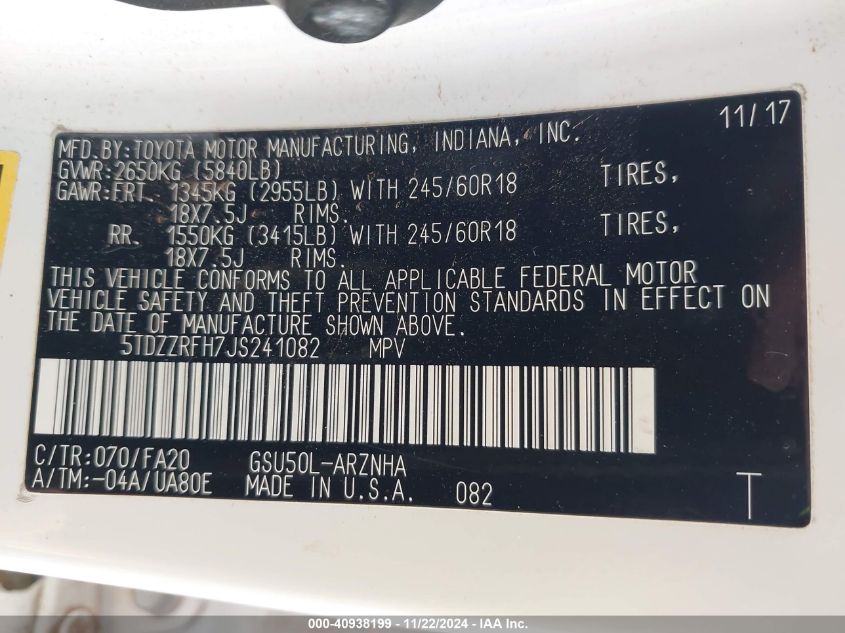 11/17
MFD.BY:TOYOTA MOTOR MANUFACTURING, INDIANA, INC.
GVWR:2650KG (5840LB)
GAWR:FRT. 1345KG (2955LB) WITH 245/60R18 TIRES,
18X7.5J RIMS.
RR. 1550KG (3415LB) WITH 245/60R18 TIRES,
18X7.5J RIMS.
THIS VEHICLE CONFORMS TO ALL APPLICABLE FEDERAL MOTOR
VEHICLE SAFETY AND THEFT PREVENTION STANDARDS IN EFFECT ON
THE DATE OF MANUFACTURE SHOWN ABOVE.
5TDZZRFH7JS241082 MPV
C/TR:070/FA20 GSU50L-ARZNHA
A/TM:-04A/UA80E MADE IN U.S.A. 082 T
000-40938199 - 11/22/2024 - IAA Inc.